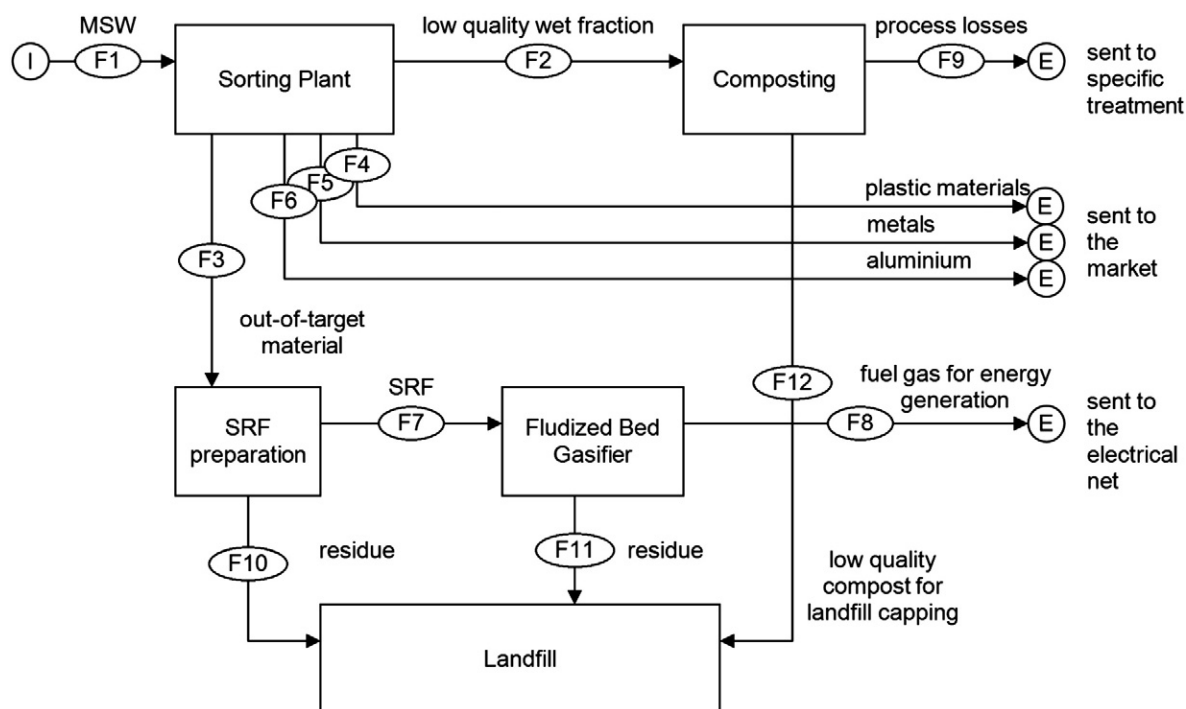 MSW
I
F1
Sorting Plant
low quality wet fraction
F2
Composting
process losses
F9
E
sent to
specific
treatment
F4
F5
F6
plastic materials
E
metals
E
aluminium
E
sent to
the
market
F3
out-of-target
material
F12
SRF
preparation
SRF
F7
Fludized Bed
Gasifier
fuel gas for energy
generation
F8
E
sent to
the
electrical
net
F10
residue
F11
residue
low quality
compost for
landfill capping
Landfill